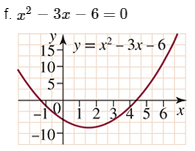 f. x² − 3x − 6 = 0
y
y = x² − 3x − 6
15
10
5
−1 0 1 2 3 4 5 6 x
−10